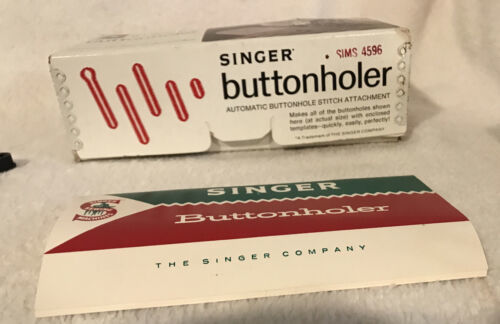 SINGER* • SIMS 4596
buttonholer
AUTOMATIC BUTTONHOLE STITCH ATTACHMENT
Makes all of the buttonholes shown
here (at actual size) with enclosed
templates–quickly, easily, perfectly!
*A Trademark of THE SINGER COMPANY
SINGER
Buttonholer
THE SINGER COMPANY